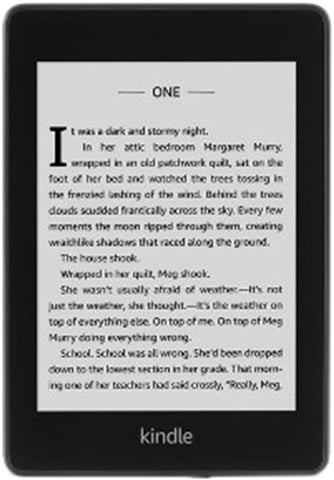 ONE
It was a dark and stormy night.
In her attic bedroom Margaret Murry,
wrapped in an old patchwork quilt, sat on the
foot of her bed and watched the trees tossing in
the frenzied lashing of the wind. Behind the trees
clouds scudded frantically across the sky. Every few
moments the moon ripped through them, creating
wraithlike shadows that raced along the ground.
The house shook.
Wrapped in her quilt, Meg shook.
She wasn't usually afraid of weather.—It's not
just the weather, she thought.—It's the weather on
top of everything else. On top of me. On top of Meg
Murry doing everything wrong.
School. School was all wrong. She'd been dropped
down to the lowest section in her grade. That morn-
ing one of her teachers had said crossly, "Really, Meg,
kindle